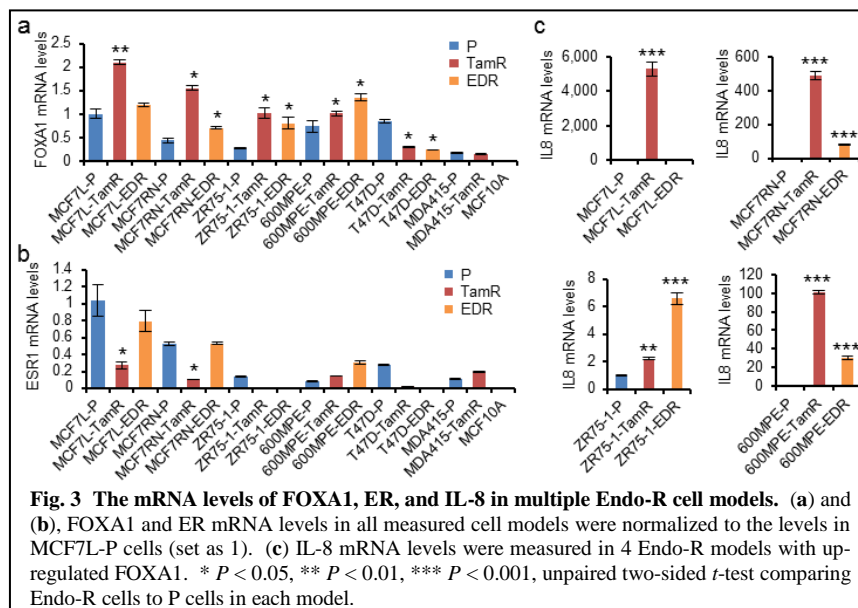 a
FOXA1 mRNA levels
2.5
2
1.5
1
0.5
0
** * * * * * * * *
P
TamR
EDR
MCF7L-P
MCF7L-TamR
MCF7L-EDR
MCF7RN-P
MCF7RN-TamR
MCF7RN-EDR
ZR75-1-P
ZR75-1-TamR
ZR75-1-EDR
600MPE-P
600MPE-TamR
600MPE-EDR
T47D-P
T47D-TamR
T47D-EDR
MDA415-P
MDA415-TamR
MCF10A
b
ESR1 mRNA levels
1.4
1.2
1
0.8
0.6
0.4
0.2
0
* *
P
TamR
EDR
MCF7L-P
MCF7L-TamR
MCF7L-EDR
MCF7RN-P
MCF7RN-TamR
MCF7RN-EDR
ZR75-1-P
ZR75-1-TamR
ZR75-1-EDR
600MPE-P
600MPE-TamR
600MPE-EDR
T47D-P
T47D-TamR
T47D-EDR
MDA415-P
MDA415-TamR
MCF10A
c
IL8 mRNA levels
6,000
4,000
2,000
0
***
MCF7L-P
MCF7L-TamR
MCF7L-EDR
IL8 mRNA levels
600
400
200
0
*** ***
MCF7RN-P
MCF7RN-TamR
MCF7RN-EDR
IL8 mRNA levels
8
6
4
2
0
** ***
ZR75-1-P
ZR75-1-TamR
ZR75-1-EDR
IL8 mRNA levels
120
100
80
60
40
20
0
*** ***
600MPE-P
600MPE-TamR
600MPE-EDR
Fig. 3 The mRNA levels of FOXA1, ER, and IL-8 in multiple Endo-R cell models. (a) and
(b), FOXA1 and ER mRNA levels in all measured cell models were normalized to the levels in
MCF7L-P cells (set as 1). (c) IL-8 mRNA levels were measured in 4 Endo-R models with up-
regulated FOXA1. * P < 0.05, ** P < 0.01, *** P < 0.001, unpaired two-sided t-test comparing
Endo-R cells to P cells in each model.